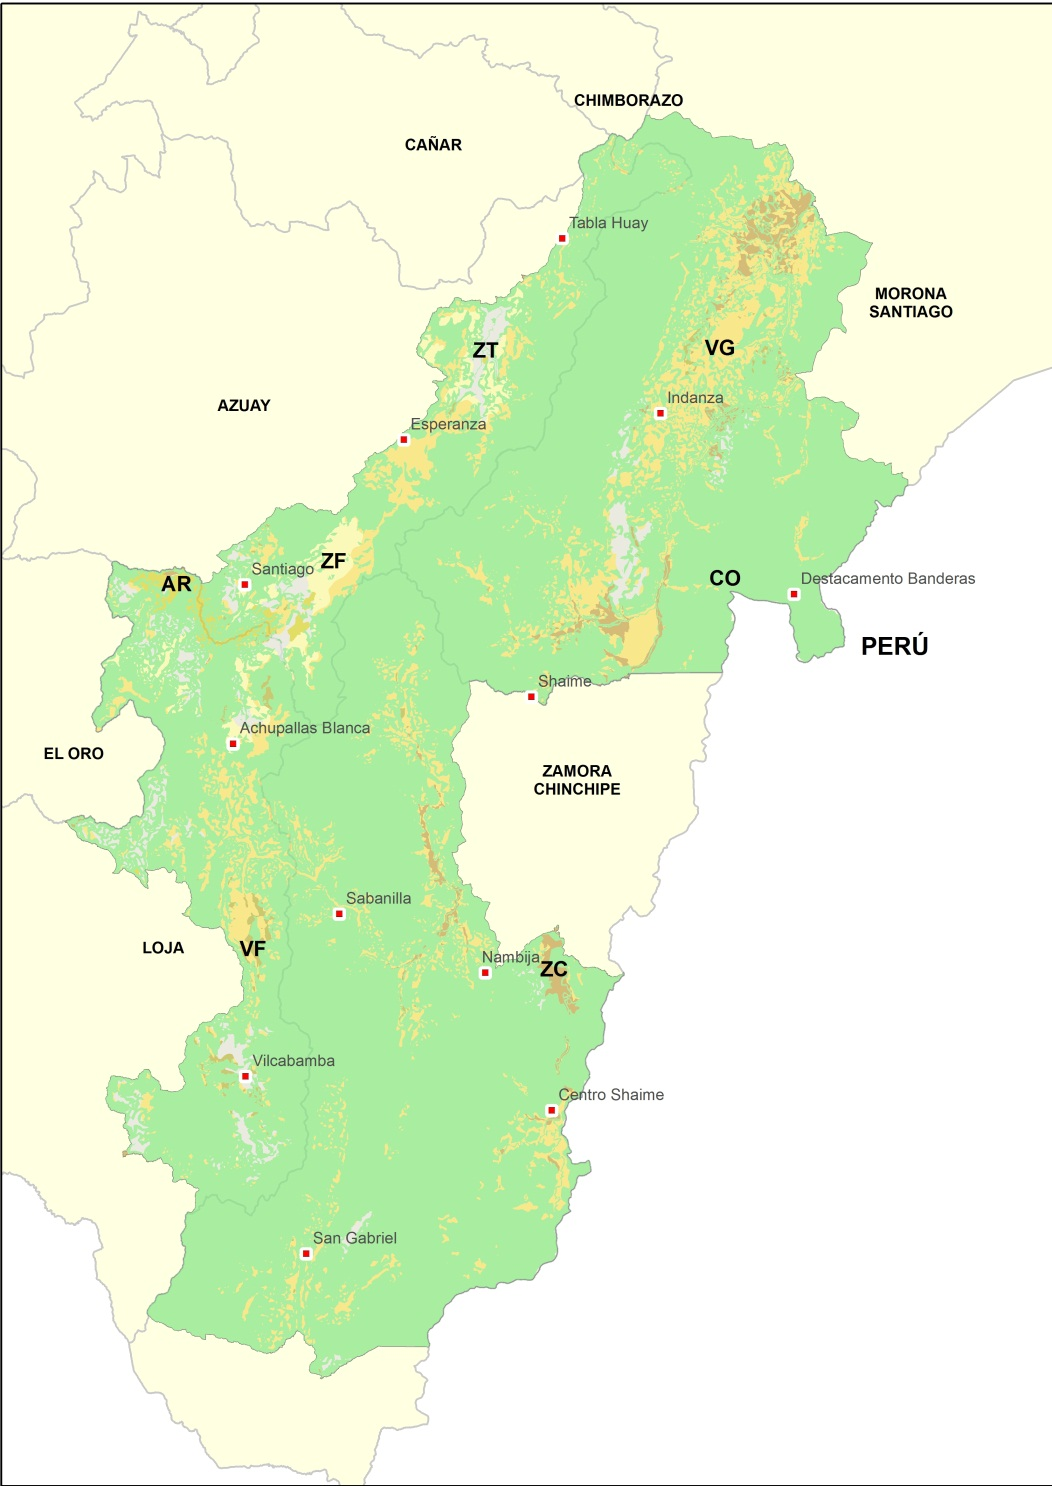 CHIMBORAZO
CAÑAR
Tabla Huay
MORONA
SANTIAGO
ZT
VG
Indanza
AZUAY
Esperanza
ZF
Santiago
AR
CO
Destacamento Banderas
PERÚ
Shaime
Achupallas Blanca
EL ORO
ZAMORA
CHINCHIPE
Sabanilla
LOJA
VF
Nambija
ZC
Vilcabamba
Centro Shaime
San Gabriel